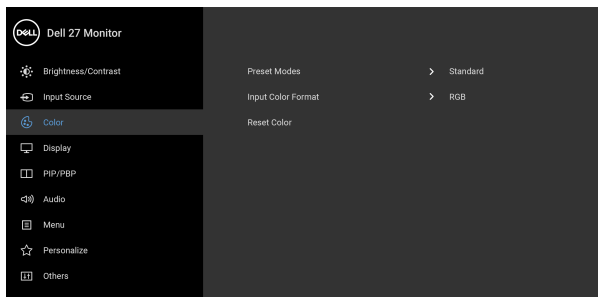 DELL Dell 27 Monitor
Brightness/Contrast
Input Source
Color
Display
PIP/PBP
Audio
Menu
Personalize
Others
Preset Modes > Standard
Input Color Format > RGB
Reset Color